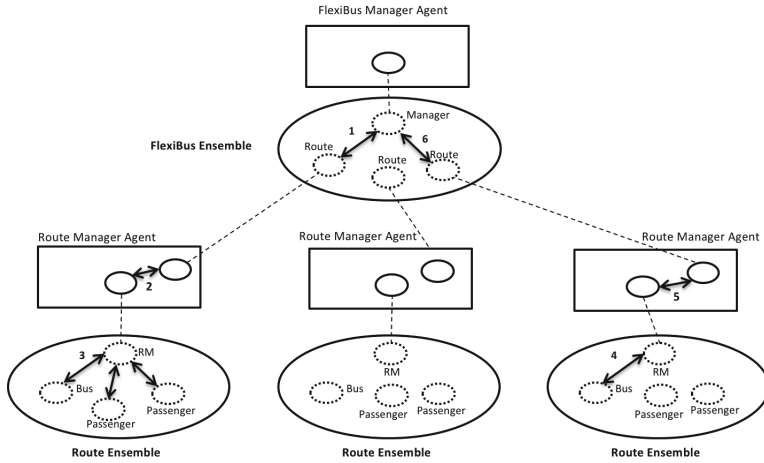 FlexiBus Manager Agent
Manager
1
6
FlexiBus Ensemble
Route
Route
Route
Route Manager Agent
Route Manager Agent
Route Manager Agent
2
5
3
RM
4
RM
RM
Bus
Bus
Bus
Passenger
Passenger
Passenger
Passenger
Passenger
Passenger
Route Ensemble
Route Ensemble
Route Ensemble